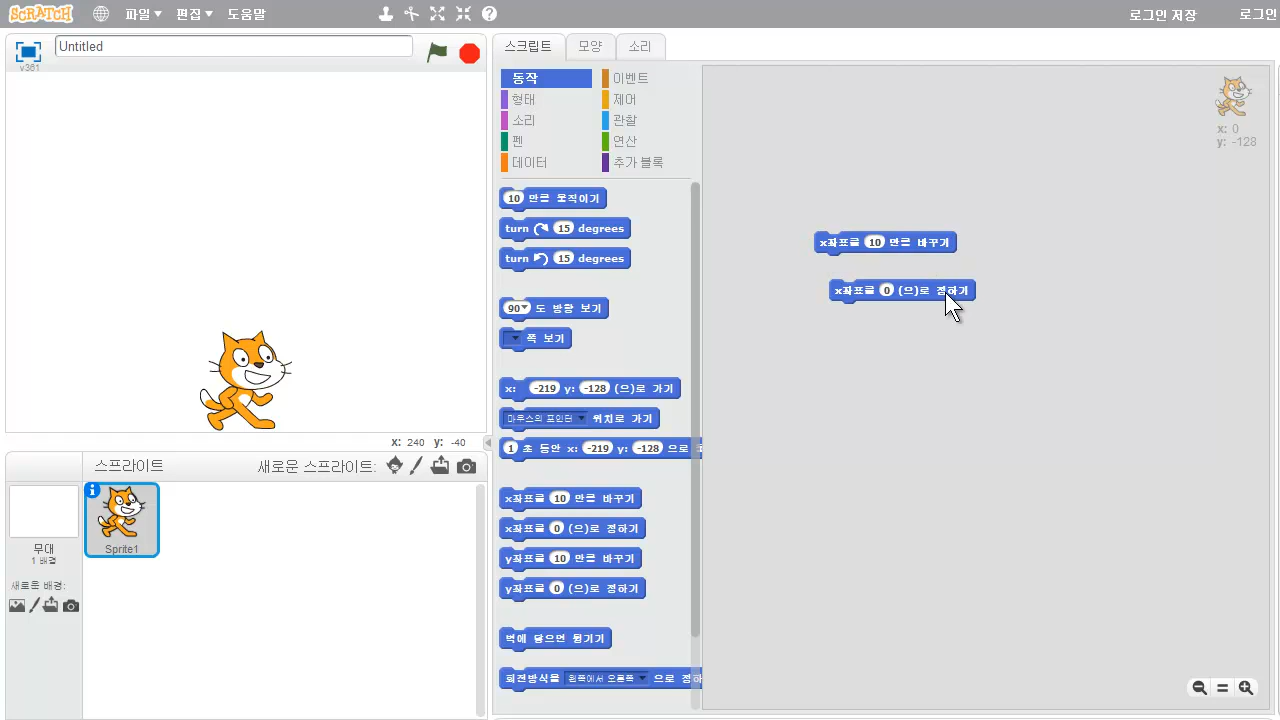 SCRATCH 파일 편집 도움말 로그인 저장 로그인
v361 Untitled
스크립트 모양 소리
동작 이벤트
형태 제어
소리 관찰
펜 연산
데이터 추가 블록
x: 0
y: -128
10 만큼 움직이기
turn 15 degrees
turn 15 degrees
90 도 방향 보기
쪽 보기
x: -219 y: -128 (으)로 가기
마우스의 포인터 위치로 가기
1 초 동안 x: -219 y: -128 으로
x좌표를 10 만큼 바꾸기
x좌표를 0 (으)로 정하기
y좌표를 10 만큼 바꾸기
y좌표를 0 (으)로 정하기
벽에 닿으면 튕기기
회전방식을 왼쪽에서 오른쪽 으로 정하
x좌표를 10 만큼 바꾸기
x좌표를 0 (으)로 정하기
x: 240 y: -40
스프라이트 새로운 스프라이트:
Sprite1
무대
1 배경
새로운 배경: